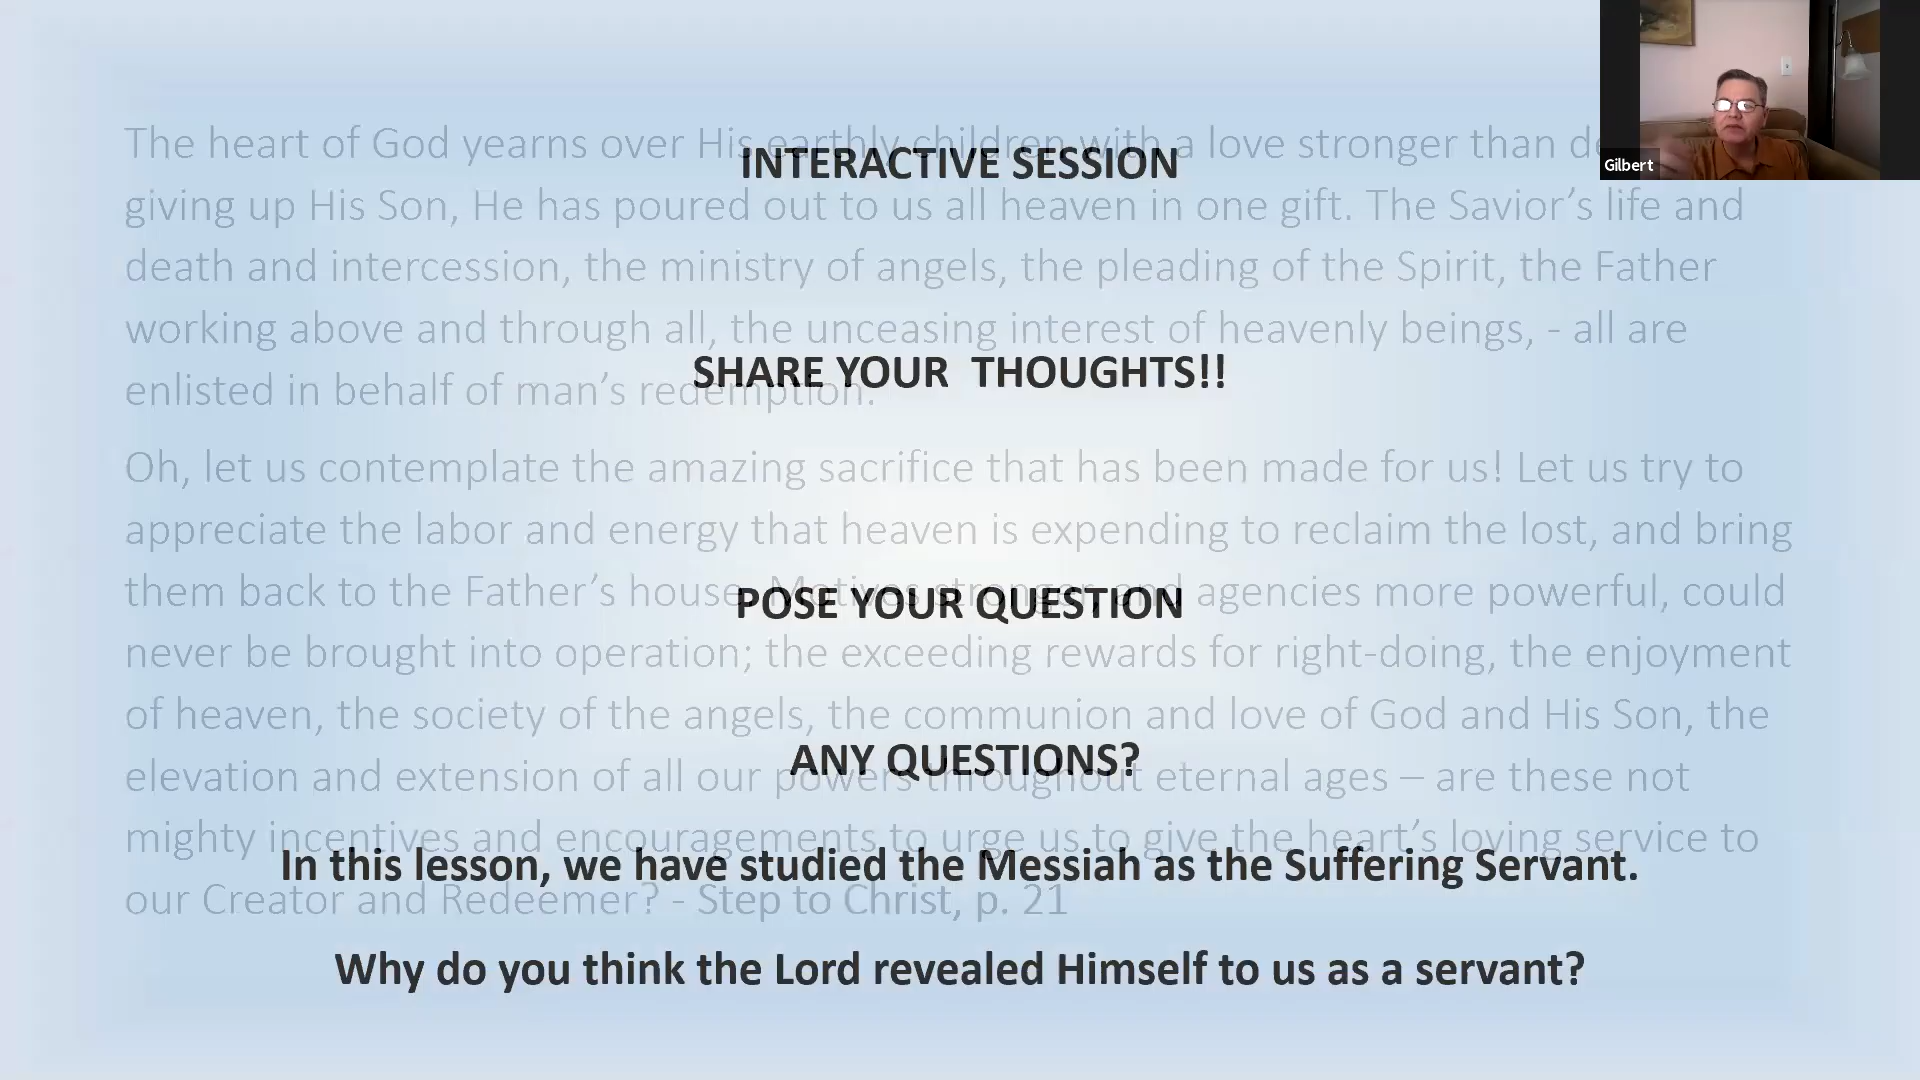 The heart of God yearns over His earthly children with a love stronger than
giving up His Son, He has poured out to us all heaven in one gift. The Savior’s life and
death and intercession, the ministry of angels, the pleading of the Spirit, the Father
working above and through all, the unceasing interest of heavenly beings, - all are
enlisted in behalf of man’s redemption.
Oh, let us contemplate the amazing sacrifice that has been made for us! Let us try to
appreciate the labor and energy that heaven is expending to reclaim the lost, and bring
them back to the Father’s house. Motives stronger, and agencies more powerful, could
never be brought into operation; the exceeding rewards for right-doing, the enjoyment
of heaven, the society of the angels, the communion and love of God and His Son, the
elevation and extension of all our powers throughout eternal ages – are these not
mighty incentives and encouragements to urge us to give the heart’s loving service to
our Creator and Redeemer? - Step to Christ, p. 21
INTERACTIVE SESSION
SHARE YOUR THOUGHTS!!
POSE YOUR QUESTION
ANY QUESTIONS?
In this lesson, we have studied the Messiah as the Suffering Servant.
Why do you think the Lord revealed Himself to us as a servant?
Gilbert